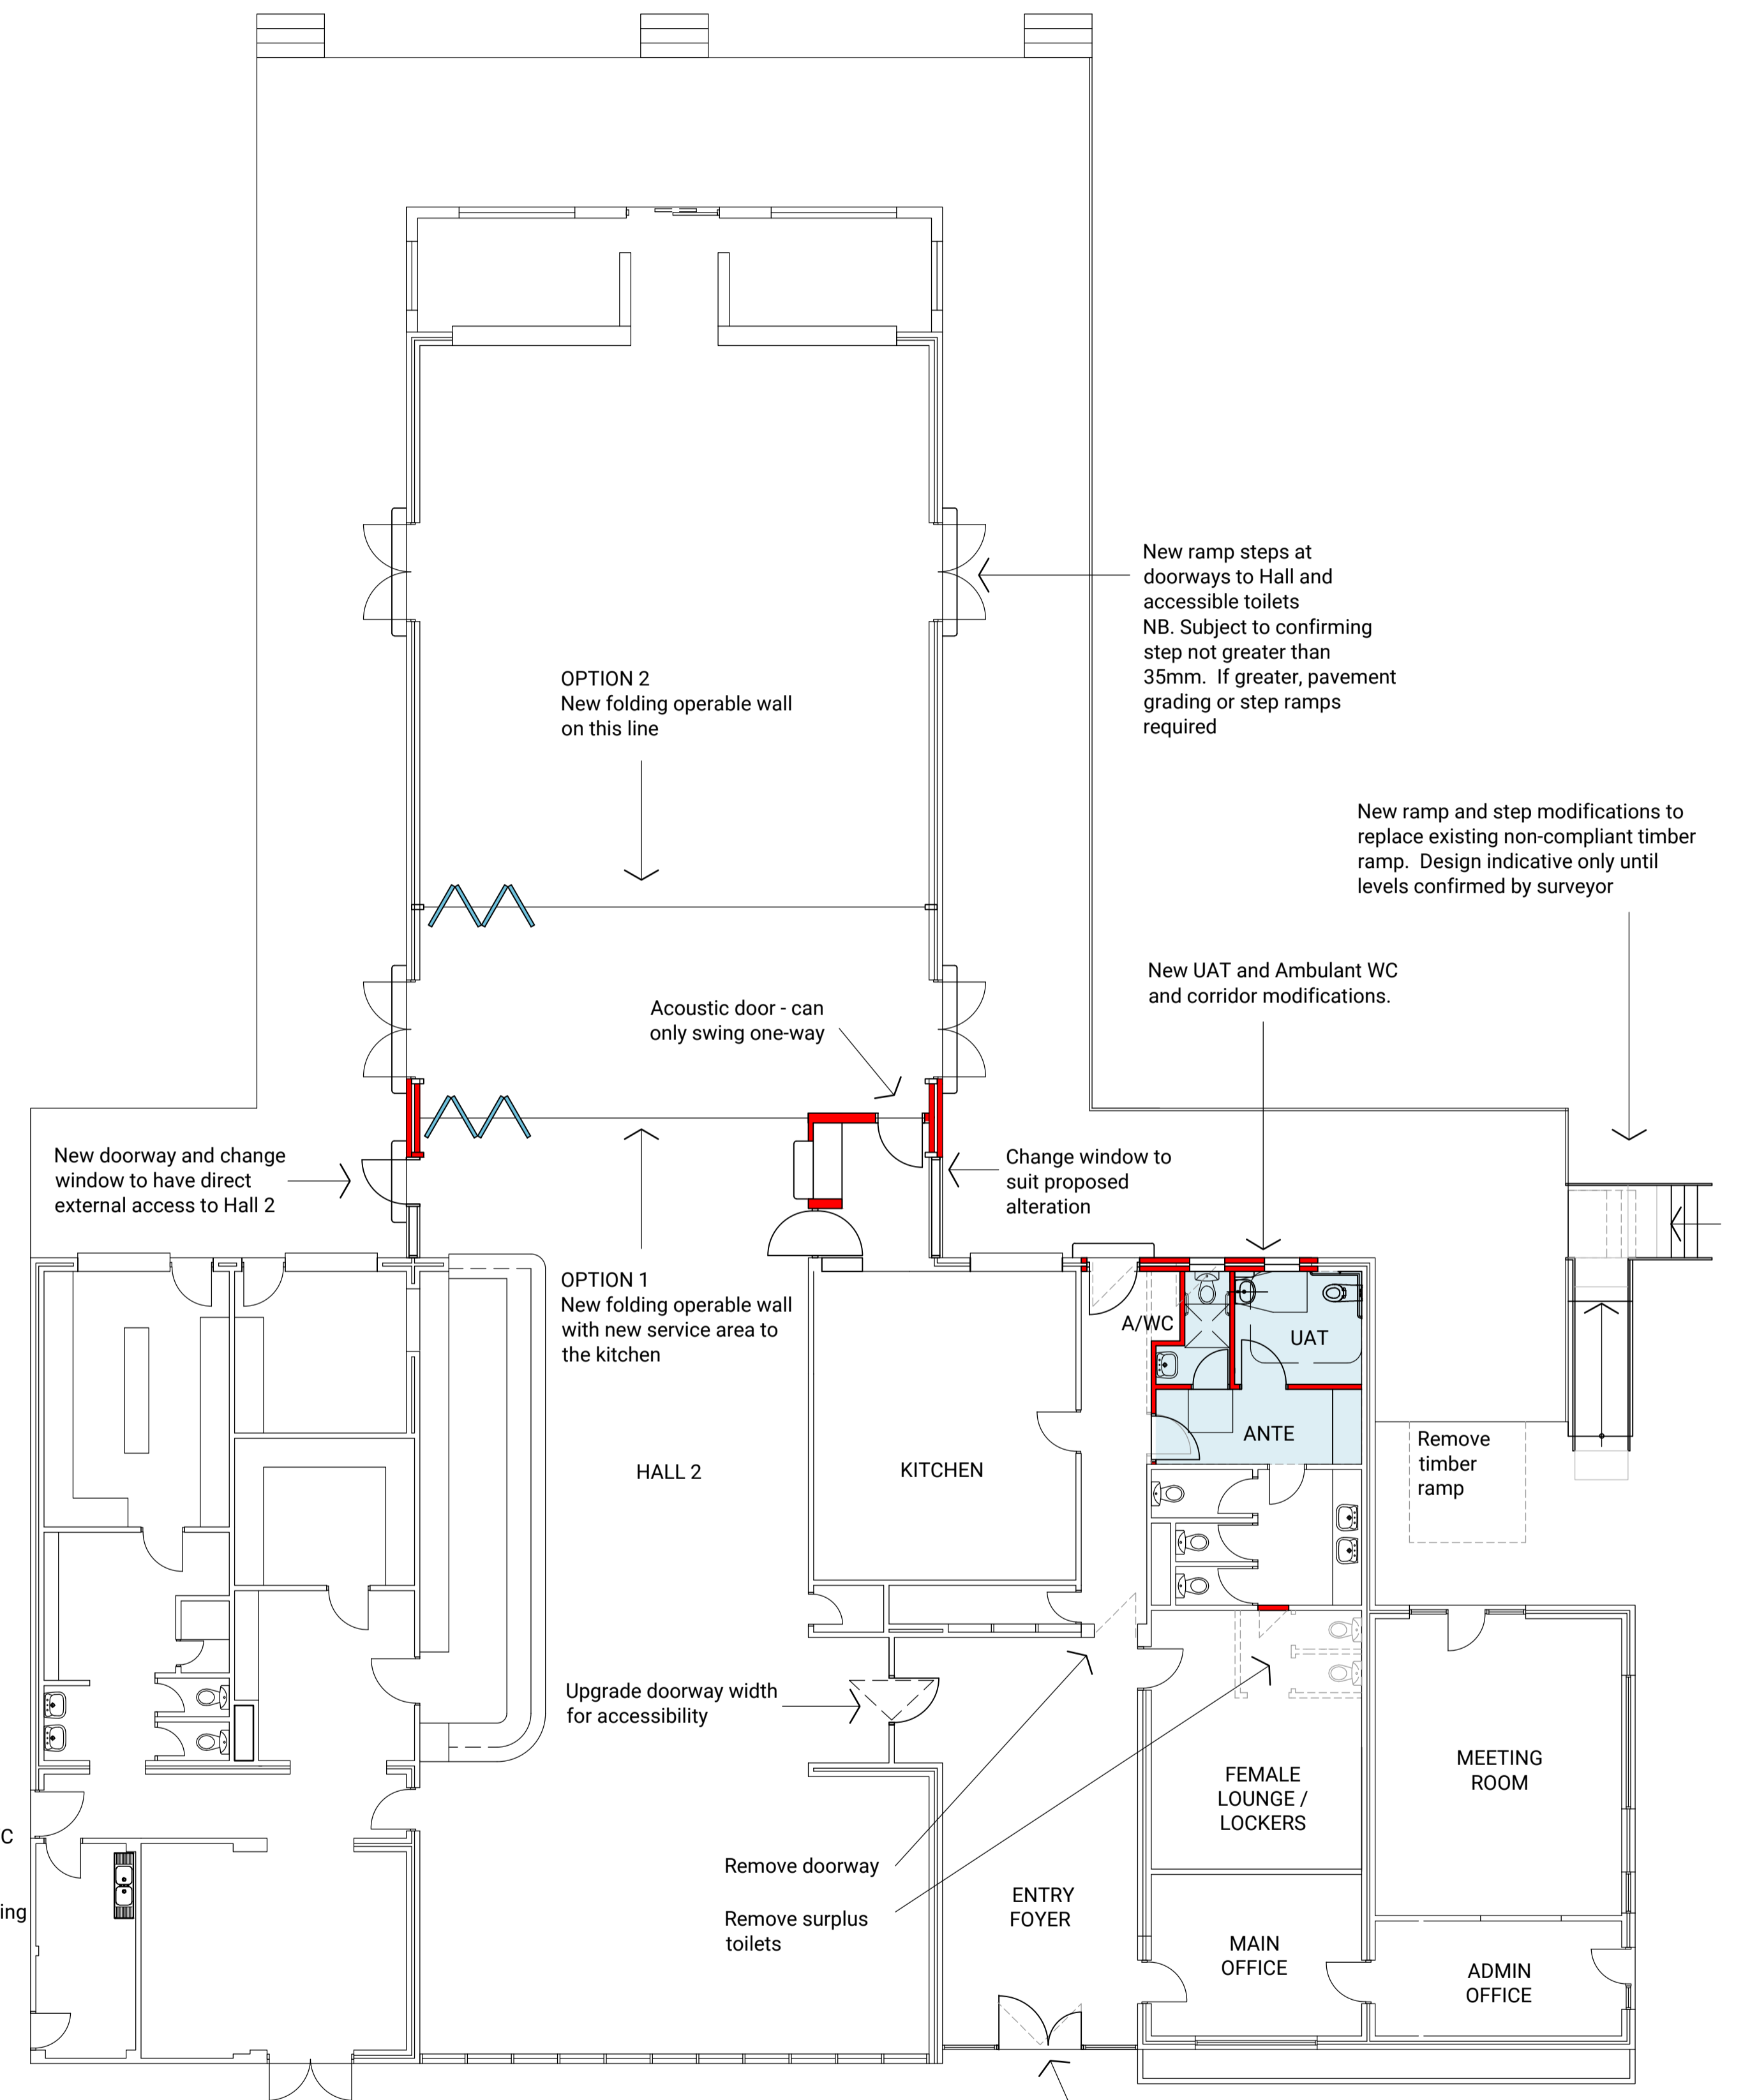 New ramp steps at
doorways to Hall and
accessible toilets
NB. Subject to confirming
step not greater than
35mm.  If greater, pavement
grading or step ramps
required
OPTION 2
New folding operable wall
on this line
New ramp and step modifications to
replace existing non-compliant timber
ramp.  Design indicative only until
levels confirmed by surveyor
New UAT and Ambulant WC
and corridor modifications.
Acoustic door - can
only swing one-way
New doorway and change
window to have direct
external access to Hall 2
Change window to
suit proposed
alteration
OPTION 1
New folding operable wall
with new service area to
the kitchen
A/WC
UAT
ANTE
Remove
timber
ramp
HALL 2
KITCHEN
Upgrade doorway width
for accessibility
MEETING
ROOM
FEMALE
LOUNGE /
LOCKERS
C
Remove doorway
ing
Remove surplus
toilets
ENTRY
FOYER
MAIN
OFFICE
ADMIN
OFFICE